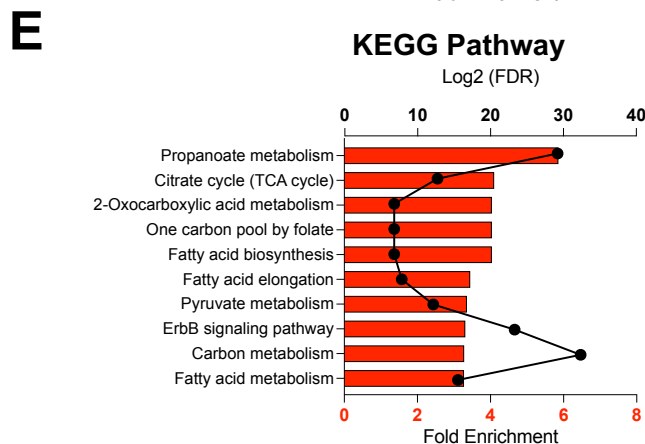 E
KEGG Pathway
Log2 (FDR)
0 10 20 30 40
Propanoate metabolism
Citrate cycle (TCA cycle)
2-Oxocarboxylic acid metabolism
One carbon pool by folate
Fatty acid biosynthesis
Fatty acid elongation
Pyruvate metabolism
ErbB signaling pathway
Carbon metabolism
Fatty acid metabolism
0 2 4 6 8
Fold Enrichment